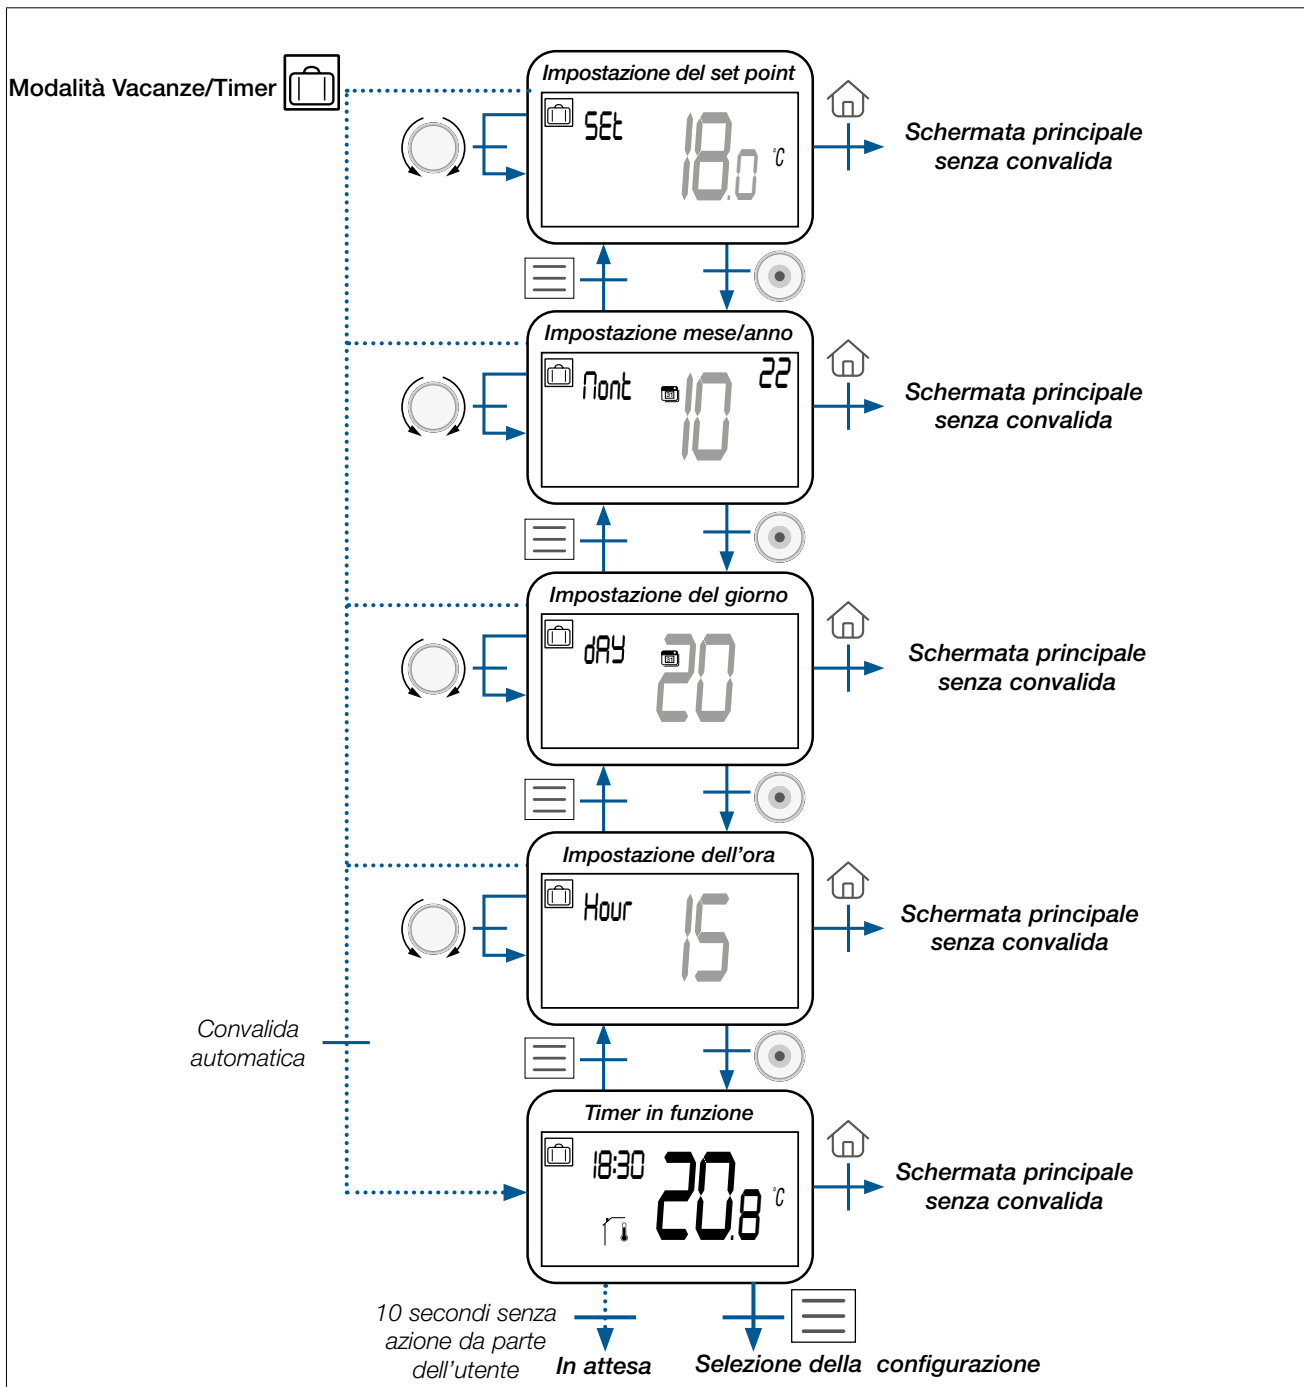 Modalità Vacanze/Timer
Impostazione del set point
SEt
18.0 °C
Schermata principale
senza convalida
Impostazione mese/anno
Mont
31
10
22
Schermata principale
senza convalida
Impostazione del giorno
dAY
31
20
Schermata principale
senza convalida
Impostazione dell'ora
Hour
15
Schermata principale
senza convalida
Convalida
automatica
Timer in funzione
18:30
20.8 °C
Schermata principale
senza convalida
10 secondi senza
azione da parte
dell'utente
In attesa
Selezione della configurazione